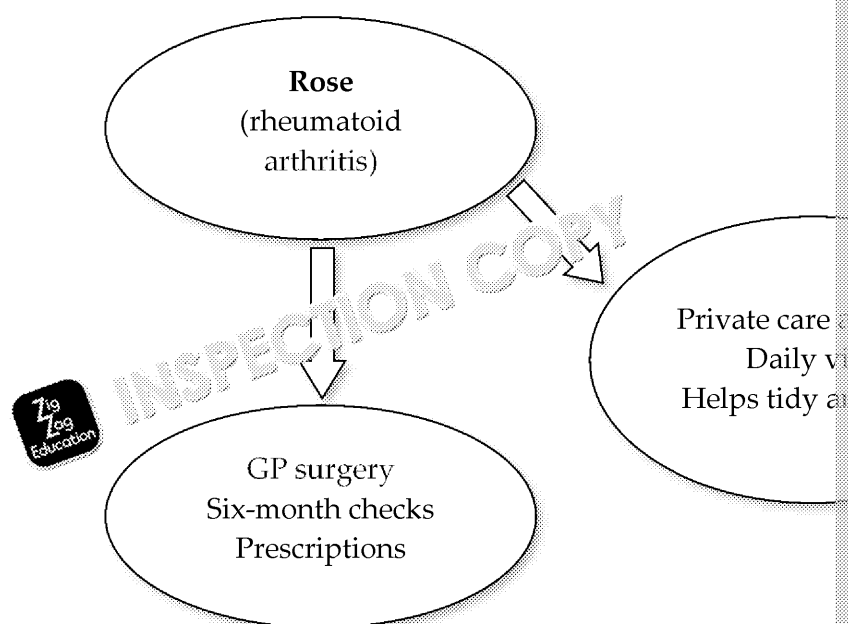 Rose
(rheumatoid
arthritis)
INSPECTION COPY
Private care
Daily
Helps tidy
Zig
Zag
Education
GP surgery
Six-month checks
Prescriptions